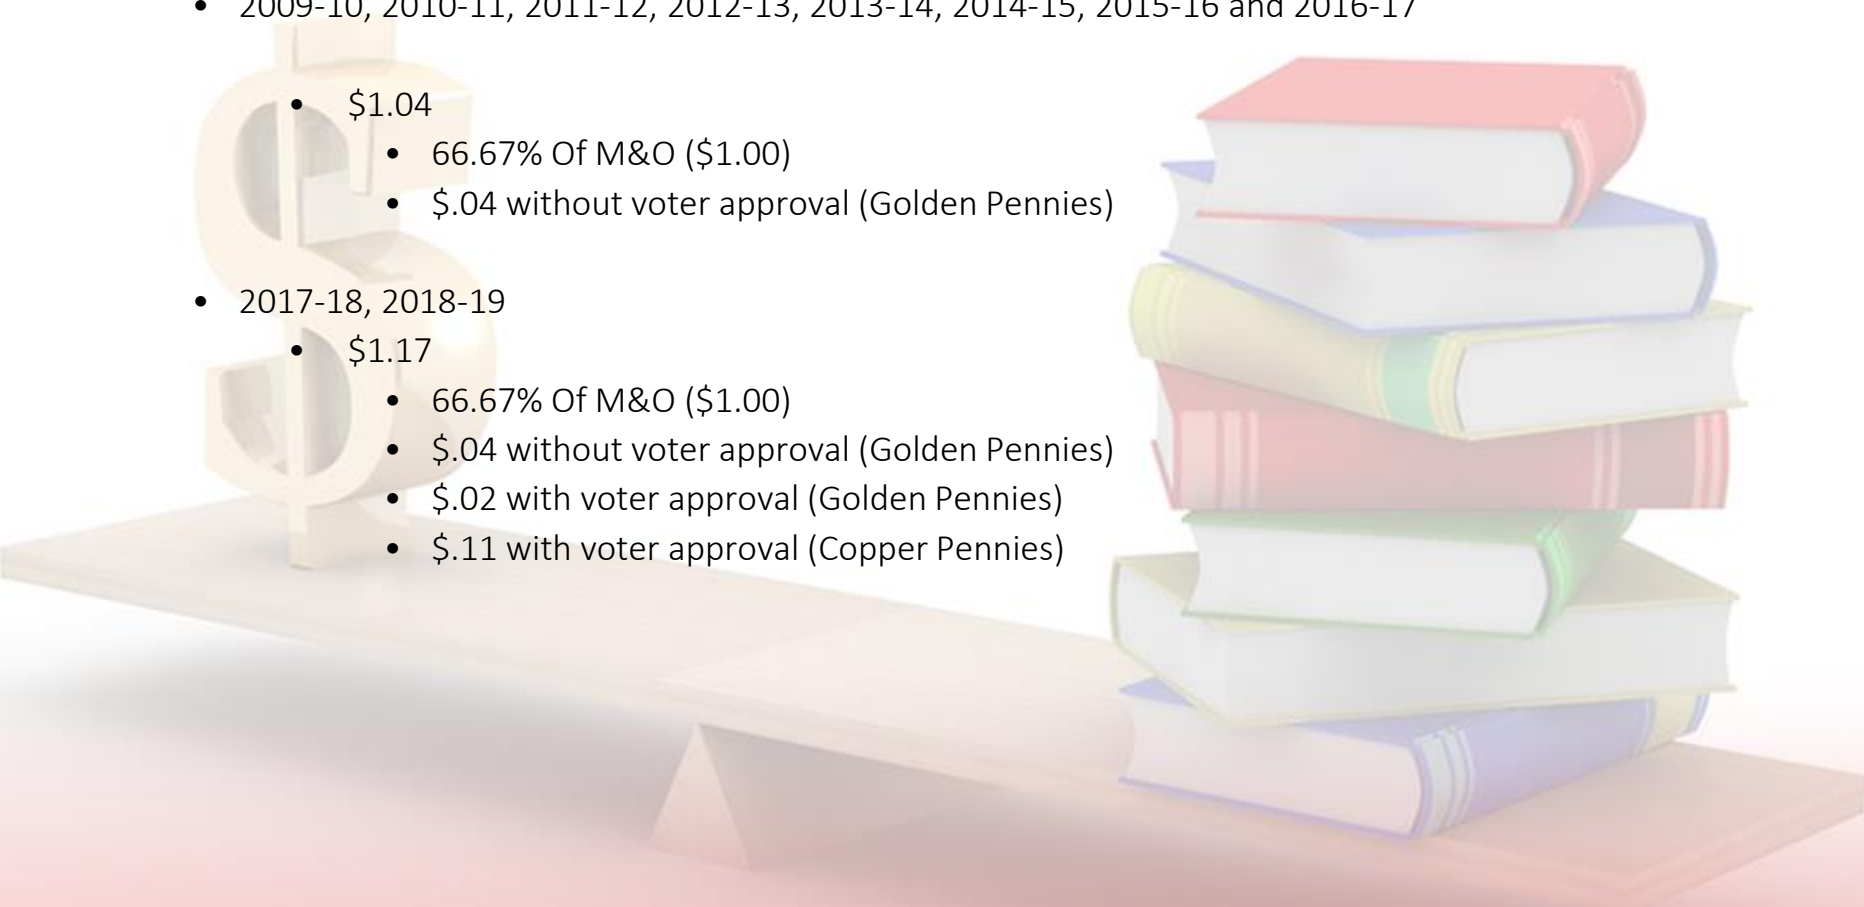 • 2009-10, 2010-11, 2011-12, 2012-13, 2013-14, 2014-15, 2015-16 and 2016-17
• $1.04
• 66.67% Of M&O ($1.00)
• $.04 without voter approval (Golden Pennies)
• 2017-18, 2018-19
• $1.17
• 66.67% Of M&O ($1.00)
• $.04 without voter approval (Golden Pennies)
• $.02 with voter approval (Golden Pennies)
• $.11 with voter approval (Copper Pennies)